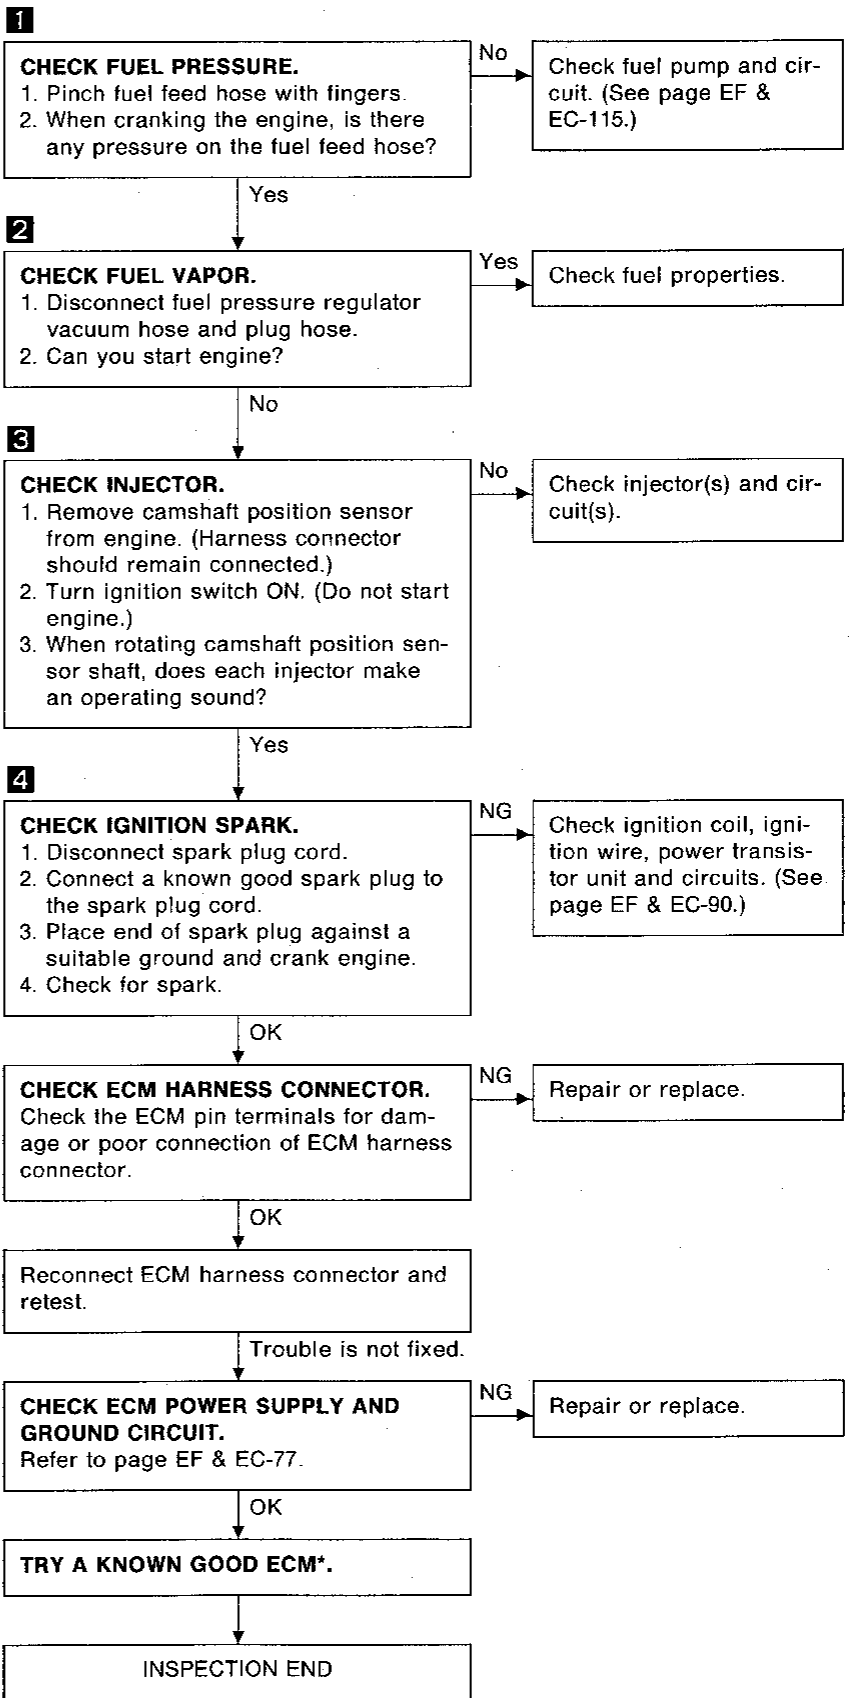 1
CHECK FUEL PRESSURE.
1. Pinch fuel feed hose with fingers.
2. When cranking the engine, is there
any pressure on the fuel feed hose?
No
Check fuel pump and cir-
cuit. (See page EF &
EC-115.)
Yes
2
CHECK FUEL VAPOR.
1. Disconnect fuel pressure regulator
vacuum hose and plug hose.
2. Can you start engine?
Yes
Check fuel properties.
No
3
CHECK INJECTOR.
1. Remove camshaft position sensor
from engine. (Harness connector
should remain connected.)
2. Turn ignition switch ON. (Do not start
engine.)
3. When rotating camshaft position sen-
sor shaft, does each injector make
an operating sound?
No
Check injector(s) and cir-
cuit(s).
Yes
4
CHECK IGNITION SPARK.
1. Disconnect spark plug cord.
2. Connect a known good spark plug to
the spark plug cord.
3. Place end of spark plug against a
suitable ground and crank engine.
4. Check for spark.
NG
Check ignition coil, igni-
tion wire, power transis-
tor unit and circuits. (See
page EF & EC-90.)
OK
CHECK ECM HARNESS CONNECTOR.
Check the ECM pin terminals for dam-
age or poor connection of ECM harness
connector.
NG
Repair or replace.
OK
Reconnect ECM harness connector and
retest.
Trouble is not fixed.
CHECK ECM POWER SUPPLY AND
GROUND CIRCUIT.
Refer to page EF & EC-77.
NG
Repair or replace.
OK
TRY A KNOWN GOOD ECM*.
INSPECTION END